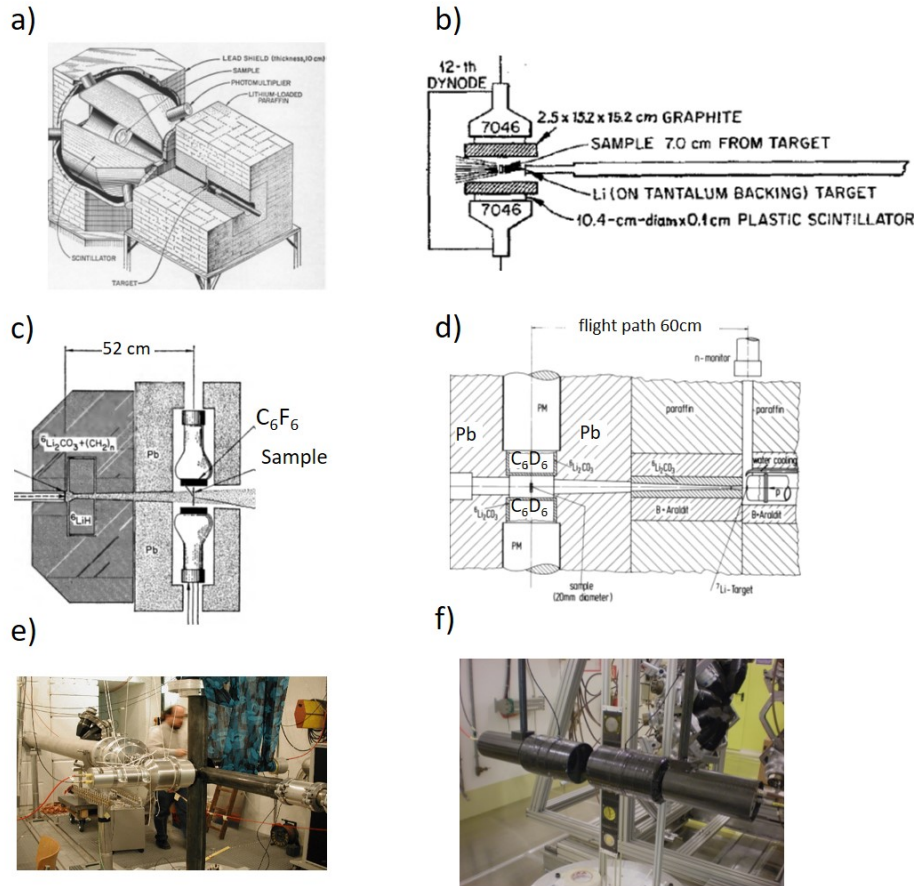 a)
LEAD SHIELD (thickness, 10 cm)
SAMPLE
PHOTOMULTIPLIER
LITHIUM-LOADED
PARAFFIN
SCINTILLATOR
TARGET
b)
12-th
DYNODE
2.5 x 15.2 x 15.2 cm GRAPHITE
7046
SAMPLE 7.0 cm FROM TARGET
Li (ON TANTALUM BACKING) TARGET
7046
10.4-cm-diam x 0.1 cm PLASTIC SCINTILLATOR
c)
52 cm
C6F6
⁶Li₂CO₃+(CH₂)n
Pb
Sample
⁶LiH
Pb
d)
flight path 60cm
n-monitor
PM
paraffin
paraffin
Pb
Pb
C6D6
⁶Li₂CO₃
⁶Li₂CO₃
water cooling
p
C6D6
⁶Li₂CO₃
B+Araldit
B+Araldit
PM
sample
(20mm diameter)
⁷Li-Target
e)
f)